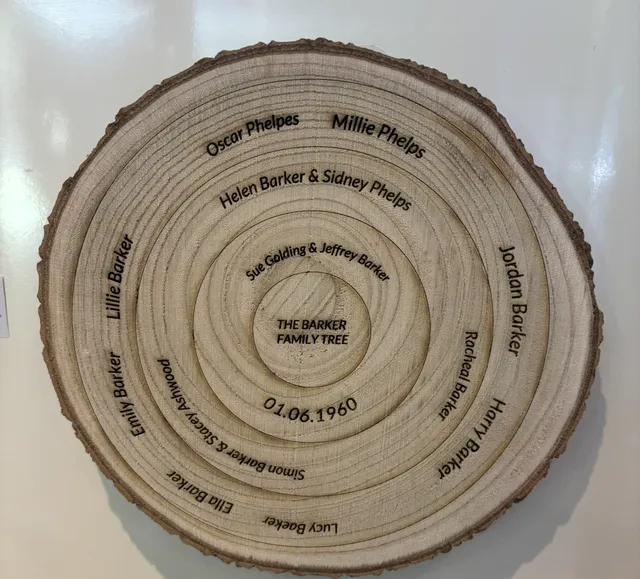 THE BARKER
FAMILY TREE
Sue Golding & Jeffrey Barker
01.06.1960
Helen Barker & Sidney Phelps
Racheal Barker
Simon Barker & Stacey Ashwood
Oscar Phelpes
Millie Phelps
Jordan Barker
Harry Barker
Lucy Baeker
Ella Barker
Emily Barker
Lillie Barker